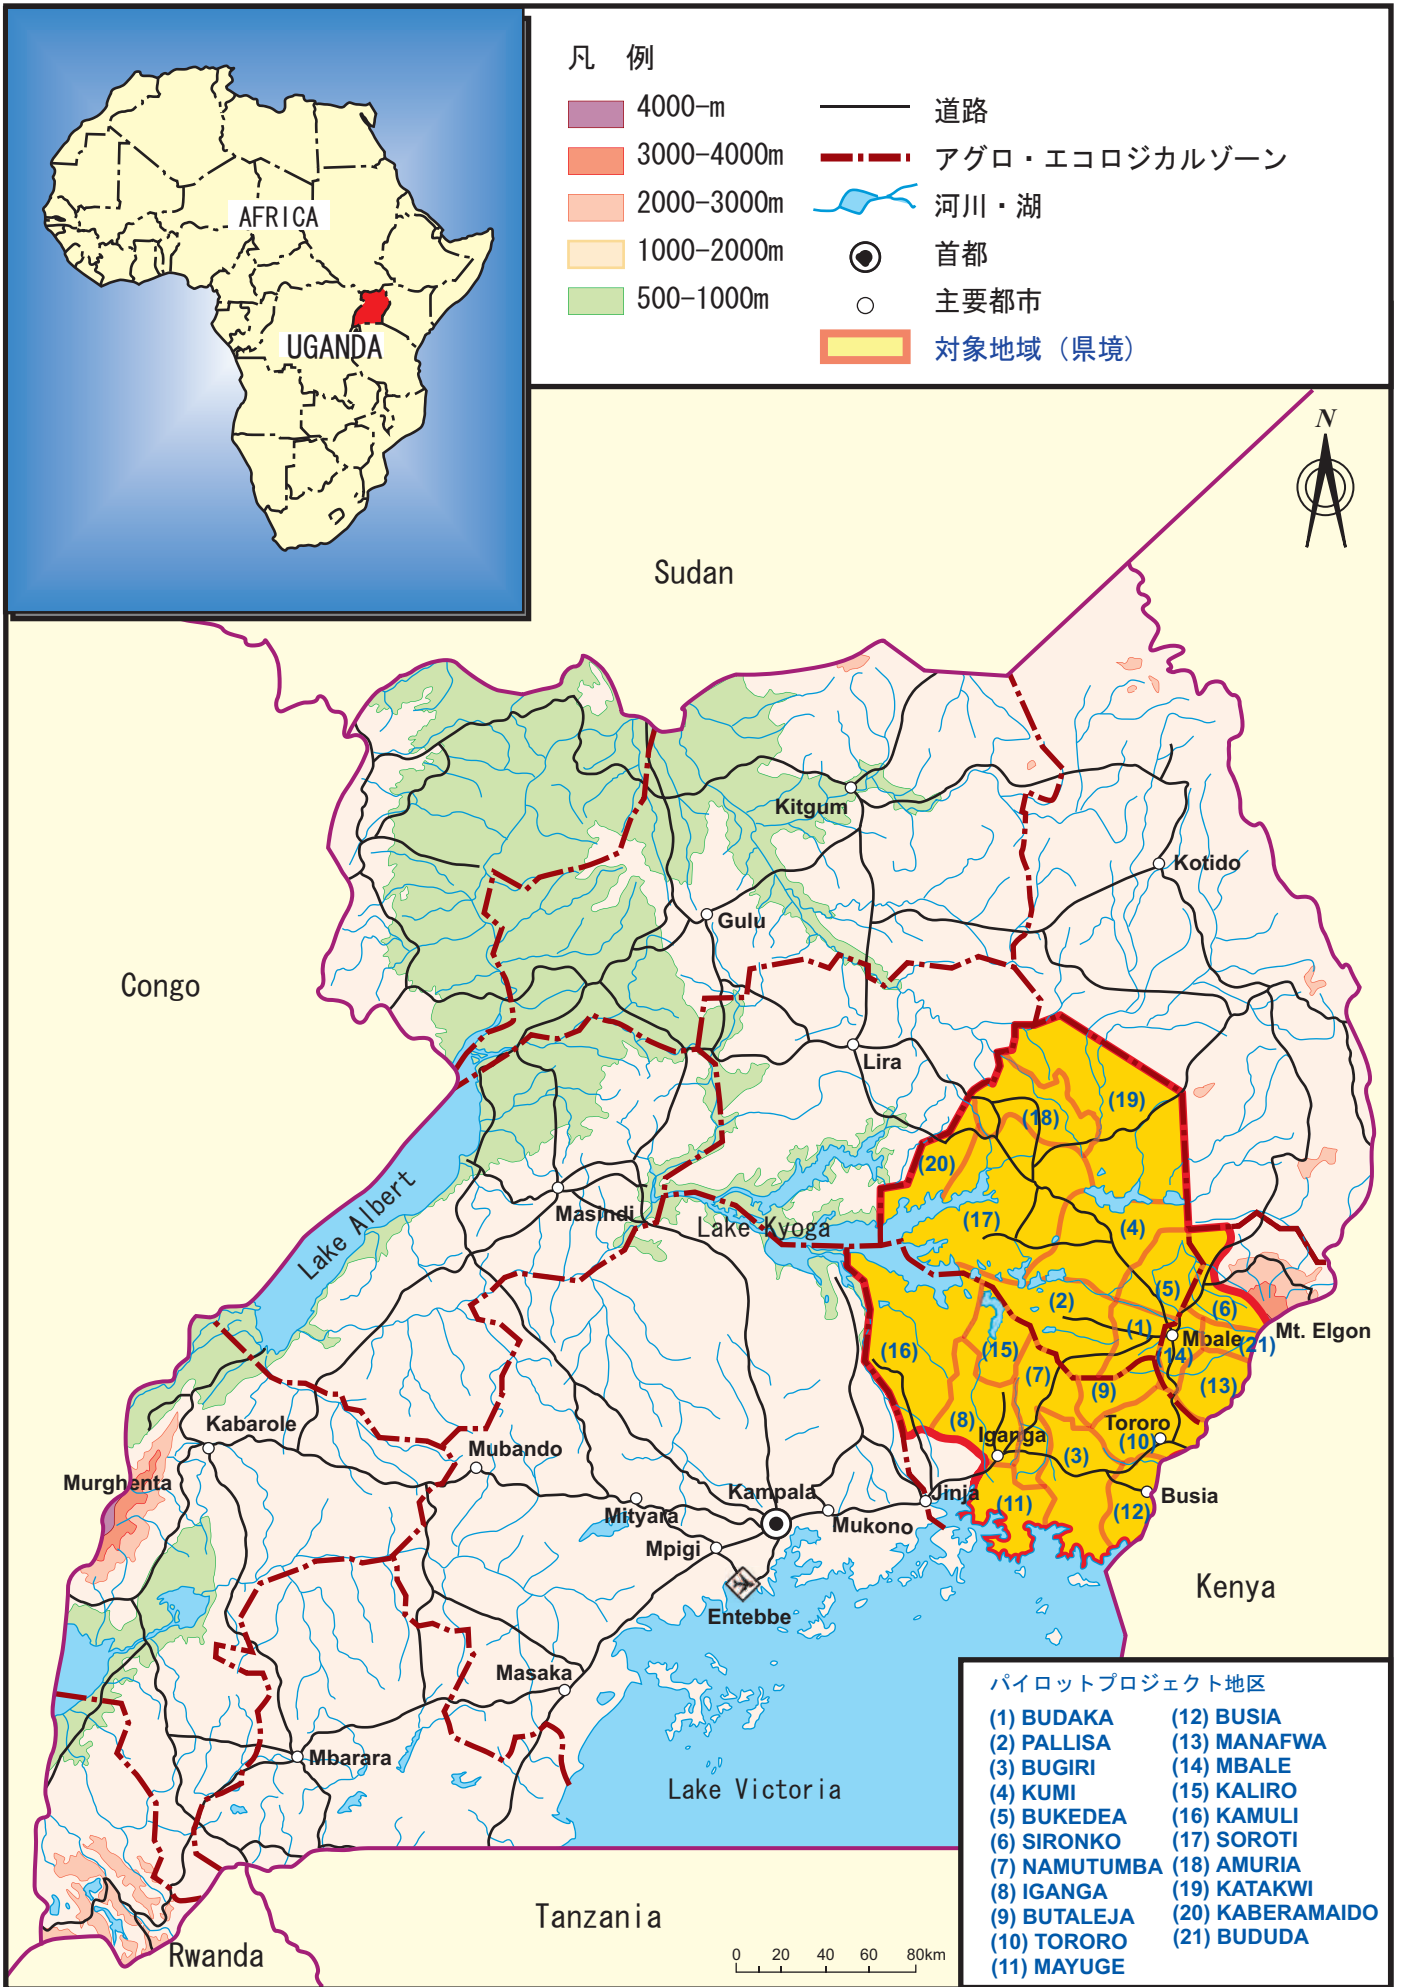 AFRICA
UGANDA
凡　例
4000-m
3000-4000m
2000-3000m
1000-2000m
500-1000m
道路
アグロ・エコロジカルゾーン
河川・湖
首都
主要都市
対象地域（県境）
N
Sudan
Kitgum
Kotido
Gulu
Congo
Lira
(19)
(18)
(20)
Lake Albert
Masindi
Lake Kyoga
(17)
(4)
(5)
(2)
(6)
(1)
Mbale
Mt. Elgon
(21)
(16)
(15)
(14)
(7)
(13)
(9)
Kabarole
(8)
Tororo
Iganga
(10)
Mubando
(3)
Murghenta
Kampala
Jinja
Busia
(11)
(12)
Mityara
Mukono
Mpigi
Kenya
Entebbe
Masaka
Mbarara
Lake Victoria
Tanzania
Rwanda
0 20 40 60 80km
パイロットプロジェクト地区
(1) BUDAKA
(2) PALLISA
(3) BUGIRI
(4) KUMI
(5) BUKEDEA
(6) SIRONKO
(7) NAMUTUMBA
(8) IGANGA
(9) BUTALEJA
(10) TORORO
(11) MAYUGE
(12) BUSIA
(13) MANAFWA
(14) MBALE
(15) KALIRO
(16) KAMULI
(17) SOROTI
(18) AMURIA
(19) KATAKWI
(20) KABERAMAIDO
(21) BUDUDA